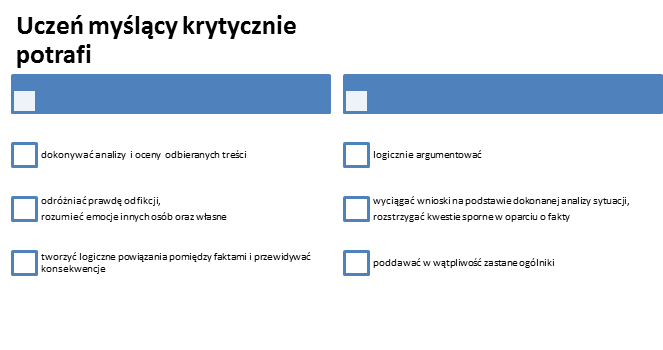 Uczeń myślący krytycznie
potrafi
dokonywać analizy i oceny odbieranych treści
odróżniać prawdę od fikcji,
rozumieć emocje innych osób oraz własne
tworzyć logiczne powiązania pomiędzy faktami i przewidywać
konsekwencje
logicznie argumentować
wyciągać wnioski na podstawie dokonanej analizy sytuacji,
rozstrzygać kwestie sporne w oparciu o fakty
poddawać w wątpliwość zastane ogólniki